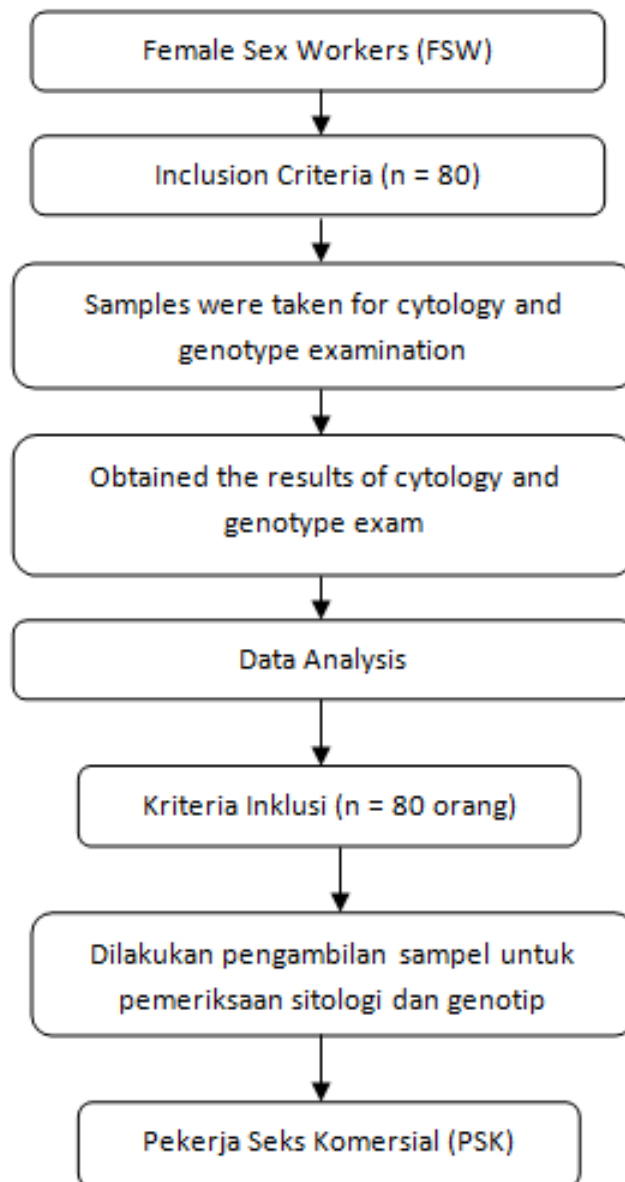 Female Sex Workers (FSW)
Inclusion Criteria (n = 80)
Samples were taken for cytology and
genotype examination
Obtained the results of cytology and
genotype exam
Data Analysis
Kriteria Inklusi (n = 80 orang)
Dilakukan pengambilan sampel untuk
pemeriksaan sitologi dan genotip
Pekerja Seks Komersial (PSK)